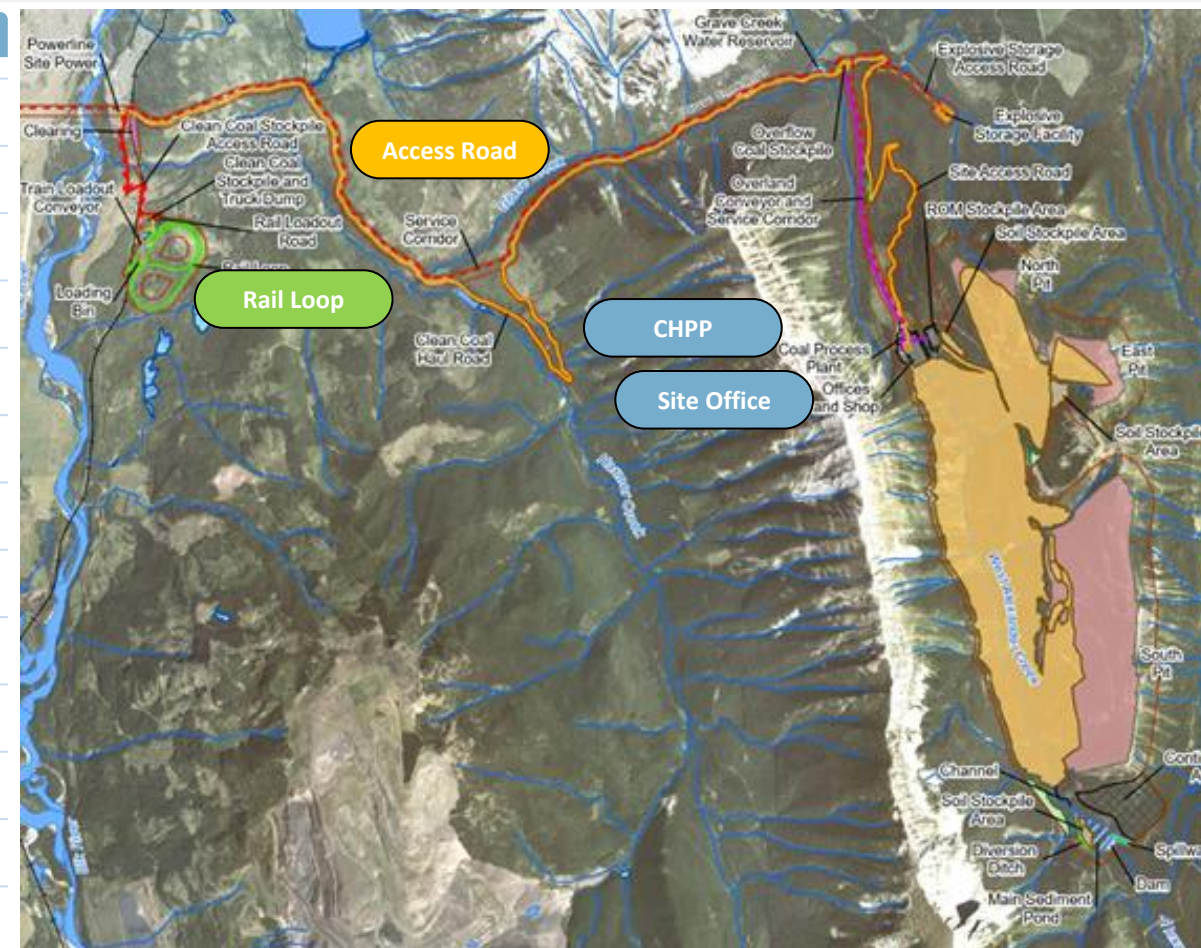 Powerline
Site Power
Clearing
Clean Coal Stockpile
Access Road
Clean Coal
Stockpile and
Truck Dump
Train Loadout
Conveyor
Rail Loadout
Road
Rail Loop
Rail Loop
Loading
Bin
Access Road
Service
Corridor
Clean Coal
Haul Road
Grave Creek
Water Reservoir
Explosive Storage
Access Road
Explosive
Storage Facility
Overflow
Coal Stockpile
Site Access Road
Overland
Conveyor and
Service Corridor
ROM Stockpile Area
Soil Stockpile Area
North
Pit
CHPP
Coal Process
Plant
Site Office
Offices
and Shop
East
Pit
Soil Stockpile
Area
Creek
South
Pit
Channel
Soil Stockpile
Area
Diversion
Ditch
Main Sediment
Pond
Dam